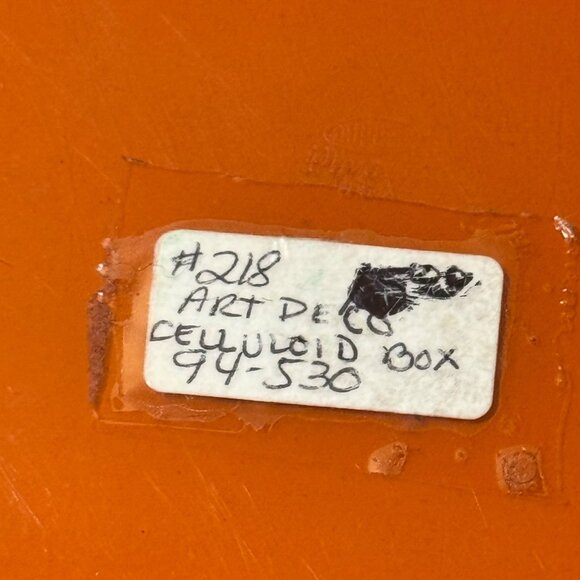 #218
ART DECO
CELLULOID BOX
94-530